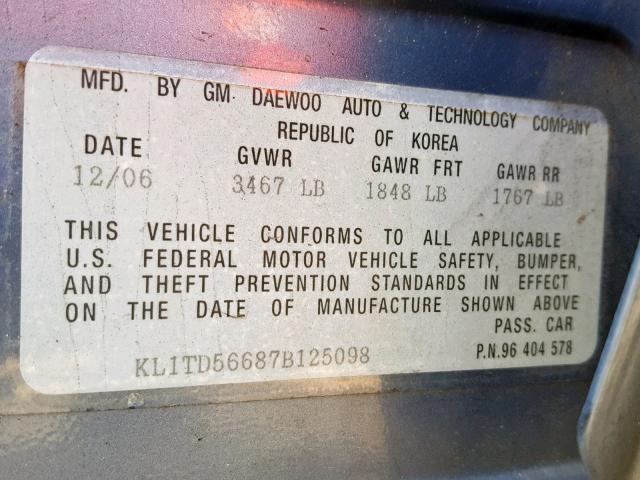 MFD. BY GM DAEWOO AUTO & TECHNOLOGY COMPANY
REPUBLIC OF KOREA
DATE GVWR GAWR FRT GAWR RR
12/06 3467 LB 1848 LB 1767 LB
THIS VEHICLE CONFORMS TO ALL APPLICABLE
U.S. FEDERAL MOTOR VEHICLE SAFETY, BUMPER,
AND THEFT PREVENTION STANDARDS IN EFFECT
ON THE DATE OF MANUFACTURE SHOWN ABOVE
PASS. CAR
KL1TD56687B125098 P.N.96 404 578